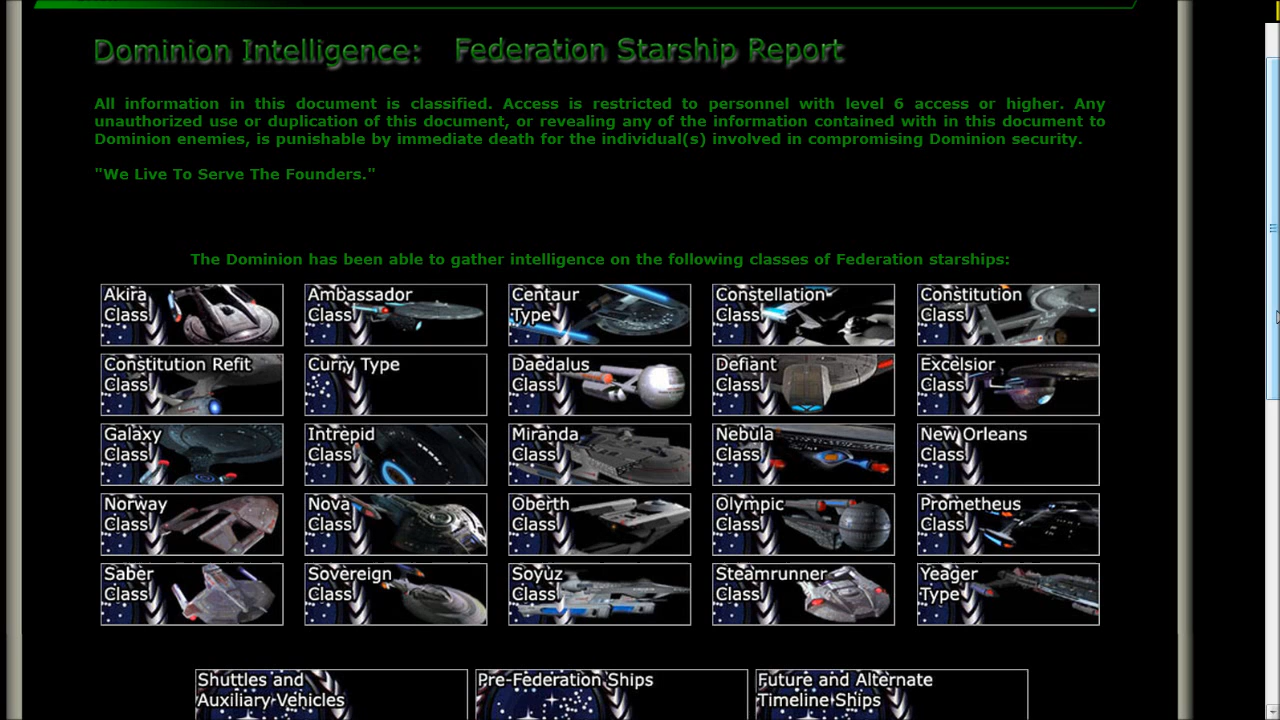 Dominion Intelligence: Federation Starship Report
All information in this document is classified. Access is restricted to personnel with level 6 access or higher. Any
unauthorized use or duplication of this document, or revealing any of the information contained with in this document to
Dominion enemies, is punishable by immediate death for the individual(s) involved in compromising Dominion security.
"We Live To Serve The Founders."
The Dominion has been able to gather intelligence on the following classes of Federation starships:
Akira
Class
Ambassador
Class
Centaur
Type
Constellation
Class
Constitution
Class
Constitution Refit
Class
Curry Type
Daedalus
Class
Defiant
Class
Excelsior
Class
Galaxy
Class
Intrepid
Class
Miranda
Class
Nebula
Class
New Orleans
Class
Norway
Class
Nova
Class
Oberth
Class
Olympic
Class
Prometheus
Class
Saber
Class
Sovereign
Class
Soyuz
Class
Steamrunner
Class
Yeager
Type
Shuttles and
Auxiliary Vehicles
Pre-Federation Ships
Future and Alternate
Timeline Ships